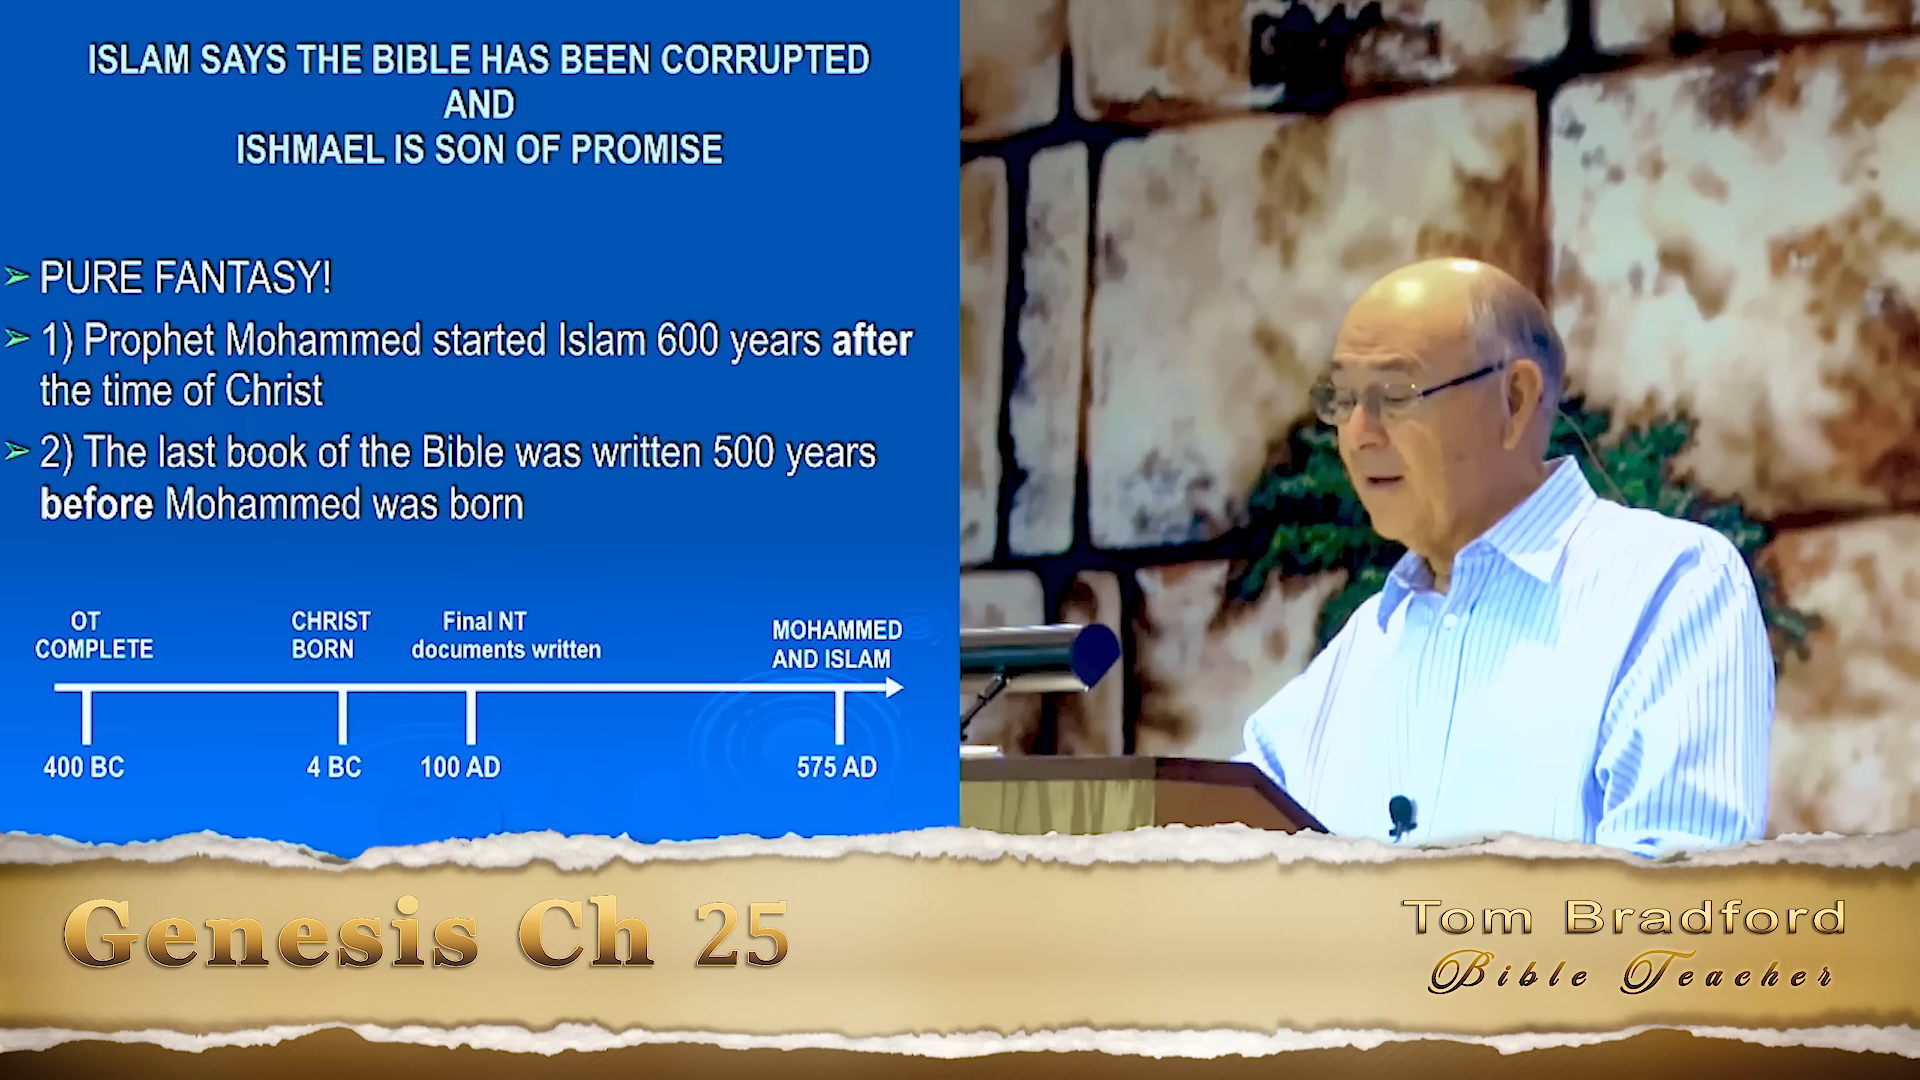 ISLAM SAYS THE BIBLE HAS BEEN CORRUPTED
AND
ISHMAEL IS SON OF PROMISE
➢ PURE FANTASY!
➢ 1) Prophet Mohammed started Islam 600 years after
the time of Christ
➢ 2) The last book of the Bible was written 500 years
before Mohammed was born
OT
COMPLETE
CHRIST
BORN
Final NT
documents written
MOHAMMED
AND ISLAM
400 BC
4 BC
100 AD
575 AD
Genesis Ch 25
Tom Bradford
Bible Teacher